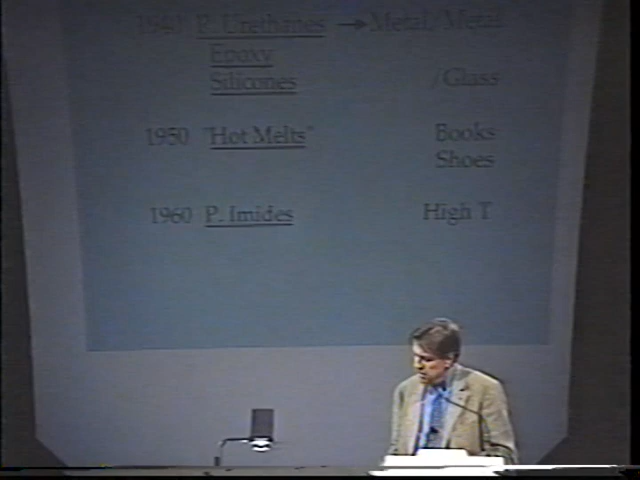 1940 P. Urethanes → Metal/Metal
Epoxy
Silicones /Glass
1950 "Hot Melts" Books
Shoes
1960 P. Imides High T